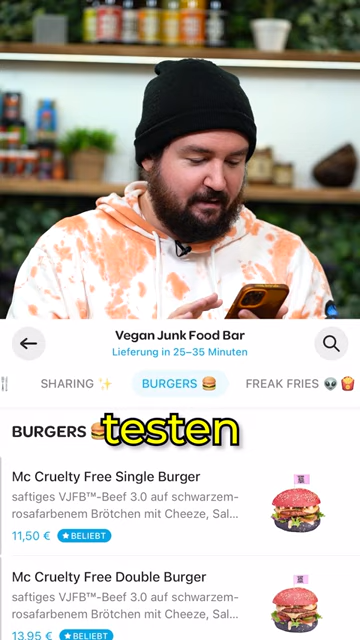 Vegan Junk Food Bar
Lieferung in 25–35 Minuten
SHARING ✨ BURGERS 🍔 FREAK FRIES 👽🍟
BURGERS 🍔
testen
Mc Cruelty Free Single Burger
saftiges VJFB™-Beef 3.0 auf schwarzem-
rosafarbenem Brötchen mit Cheeze, Sal...
11,50 € ★ BELIEBT
Mc Cruelty Free Double Burger
saftiges VJFB™-Beef 3.0 auf schwarzem-
rosafarbenem Brötchen mit Cheeze, Sal...
13,95 € ★ BELIEBT